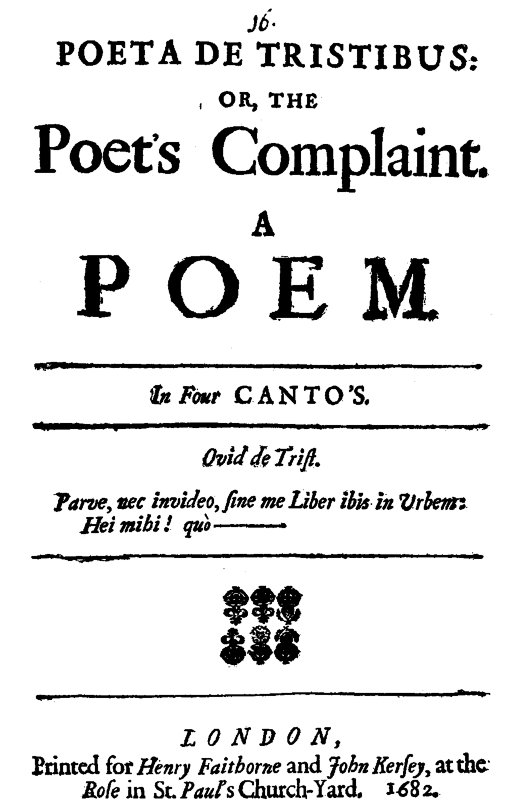 16.
POETA DE TRISTIBUS:
OR, THE
Poet's Complaint.
A
POEM.
In Four CANTO'S.
Ovid de Triſt.
Parve, nec invideo, ſine me Liber ibis in Urbem:
Hei mihi! quò———
LONDON,
Printed for Henry Faithorne and John Kerſey, at the
Roſe in St. Paul's Church-Yard. 1682.